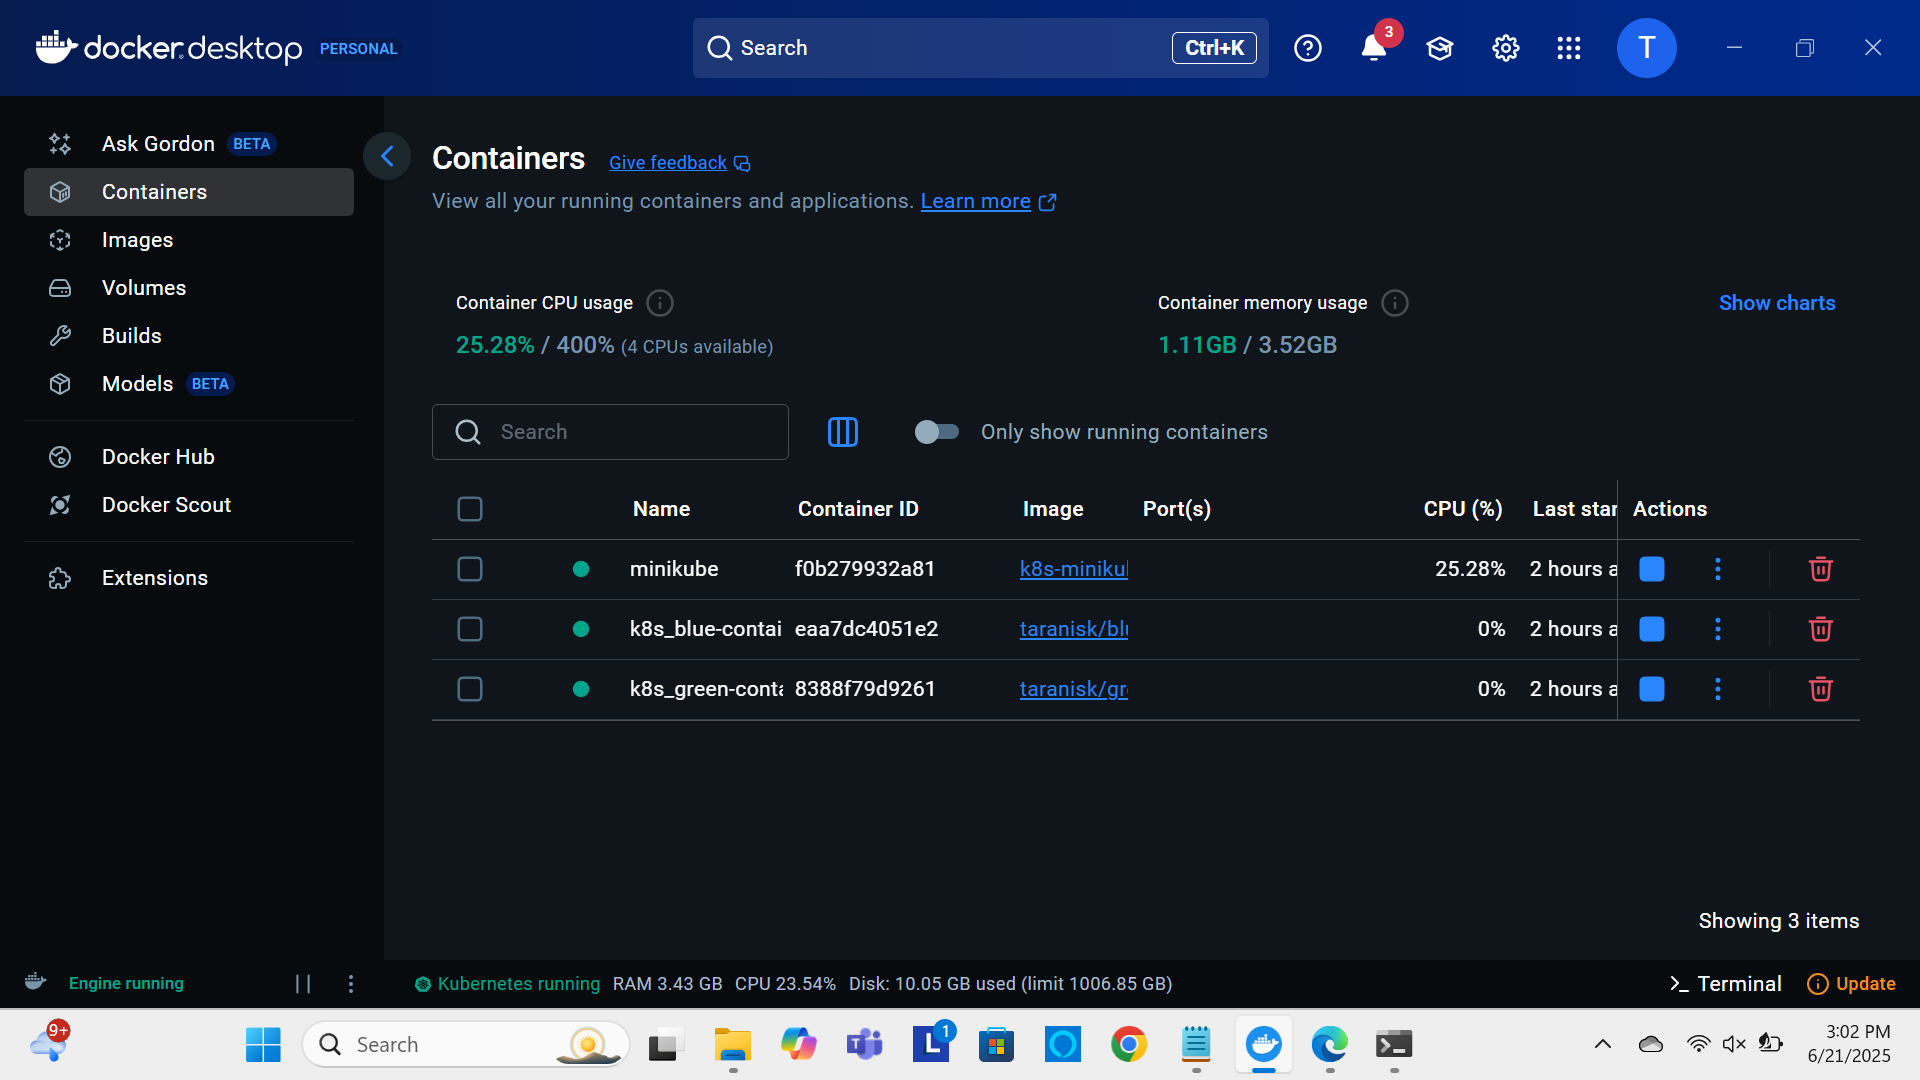 docker desktop PERSONAL
Search Ctrl+K
3
T
Ask Gordon BETA
Containers
Images
Volumes
Builds
Models BETA
Docker Hub
Docker Scout
Extensions
Containers Give feedback
View all your running containers and applications. Learn more
Container CPU usage
25.28% / 400% (4 CPUs available)
Container memory usage
1.11GB / 3.52GB
Show charts
Search
Only show running containers
Name Container ID Image Port(s) CPU (%) Last star Actions
minikube f0b279932a81 k8s-minikul 25.28% 2 hours a
k8s_blue-contai eaa7dc4051e2 taranisk/blu 0% 2 hours a
k8s_green-conta 8388f79d9261 taranisk/gre 0% 2 hours a
Showing 3 items
Engine running
Kubernetes running RAM 3.43 GB CPU 23.54% Disk: 10.05 GB used (limit 1006.85 GB)
Terminal
Update
9+
Search
1
3:02 PM
6/21/2025